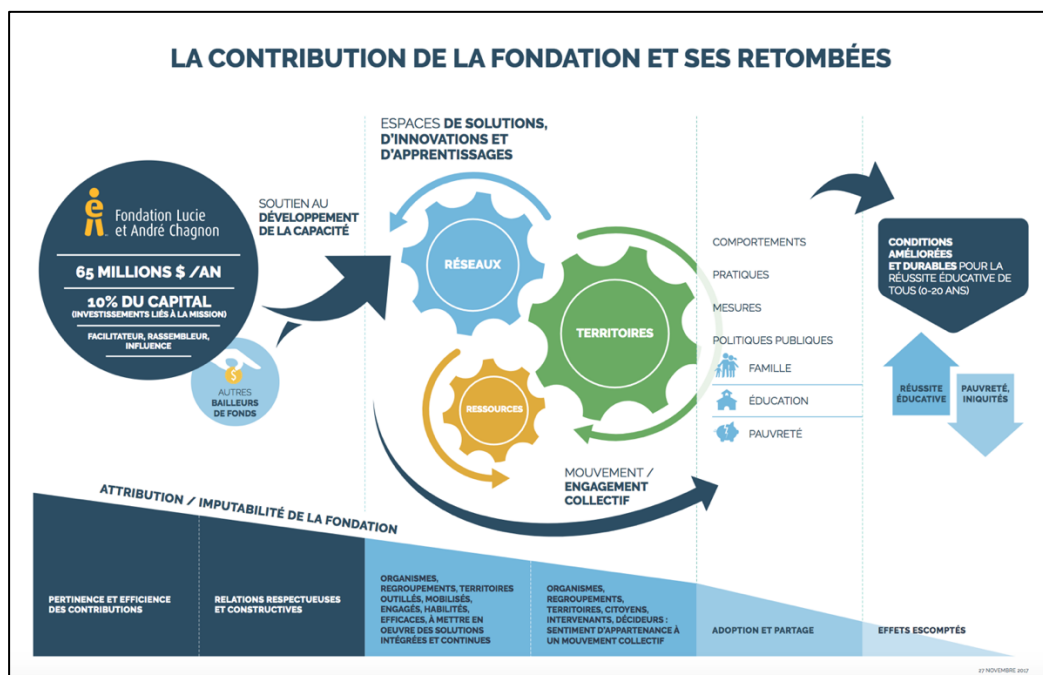 LA CONTRIBUTION DE LA FONDATION ET SES RETOMBÉES
Fondation Lucie
et André Chagnon
65 MILLIONS $ /AN
10% DU CAPITAL
(INVESTISSEMENTS LIÉS À LA MISSION)
FACILITATEUR, RASSEMBLEUR,
INFLUENCE
$
AUTRES
BAILLEURS
DE FONDS
SOUTIEN AU
DÉVELOPPEMENT
DE LA CAPACITÉ
ESPACES DE SOLUTIONS,
D'INNOVATIONS ET
D'APPRENTISSAGES
RÉSEAUX
TERRITOIRES
RESSOURCES
MOUVEMENT /
ENGAGEMENT
COLLECTIF
COMPORTEMENTS
PRATIQUES
MESURES
POLITIQUES PUBLIQUES
FAMILLE
ÉDUCATION
PAUVRETÉ
CONDITIONS
AMÉLIORÉES
ET DURABLES POUR LA
RÉUSSITE ÉDUCATIVE DE
TOUS (0-20 ANS)
RÉUSSITE
ÉDUCATIVE
PAUVRETÉ,
INIQUITÉS
ATTRIBUTION / IMPUTABILITÉ DE LA FONDATION
PERTINENCE ET EFFICIENCE
DES CONTRIBUTIONS
RELATIONS RESPECTUEUSES
ET CONSTRUCTIVES
ORGANISMES,
REGROUPEMENTS, TERRITOIRES
OUTILLÉS, MOBILISÉS,
ENGAGÉS, HABILITÉS,
EFFICACES, À METTRE EN
OEUVRE DES SOLUTIONS
INTÉGRÉES ET CONTINUES
ORGANISMES,
REGROUPEMENTS,
TERRITOIRES, CITOYENS,
INTERVENANTS, DÉCIDEURS :
SENTIMENT D'APPARTENANCE À
UN MOUVEMENT COLLECTIF
ADOPTION ET PARTAGE
EFFETS ESCOMPTÉS
27 NOVEMBRE 2017